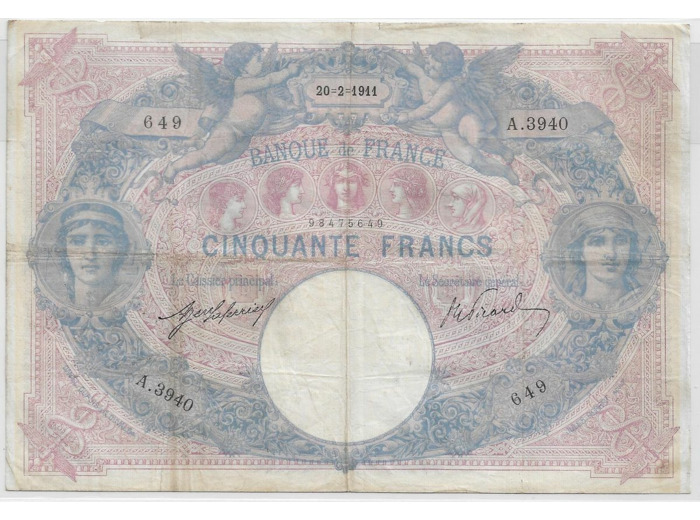 20=2=1911
649
A.3940
BANQUE de FRANCE
98475649
CINQUANTE FRANCS
Le Caissier principal,
Le Secrétaire général,
A.3940
649